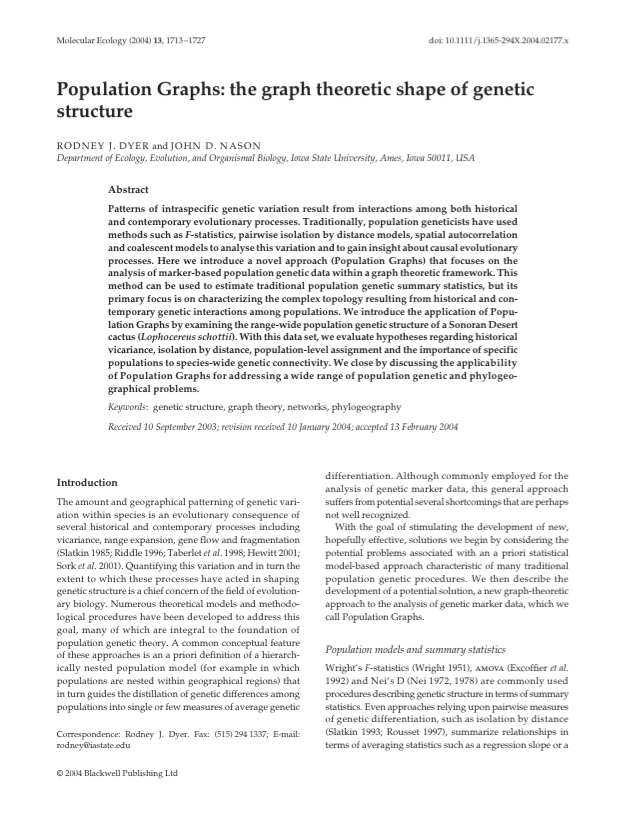 Molecular Ecology (2004) 13, 1713–1727
doi: 10.1111/j.1365-294X.2004.02177.x
Population Graphs: the graph theoretic shape of genetic
structure
RODNEY J. DYER and JOHN D. NASON
Department of Ecology, Evolution, and Organismal Biology, Iowa State University, Ames, Iowa 50011, USA
Abstract
Patterns of intraspecific genetic variation result from interactions among both historical
and contemporary evolutionary processes. Traditionally, population geneticists have used
methods such as F-statistics, pairwise isolation by distance models, spatial autocorrelation
and coalescent models to analyse this variation and to gain insight about causal evolutionary
processes. Here we introduce a novel approach (Population Graphs) that focuses on the
analysis of marker-based population genetic data within a graph theoretic framework. This
method can be used to estimate traditional population genetic summary statistics, but its
primary focus is on characterizing the complex topology resulting from historical and con-
temporary genetic interactions among populations. We introduce the application of Popu-
lation Graphs by examining the range-wide population genetic structure of a Sonoran Desert
cactus (Lophocereus schottii). With this data set, we evaluate hypotheses regarding historical
vicariance, isolation by distance, population-level assignment and the importance of specific
populations to species-wide genetic connectivity. We close by discussing the applicability
of Population Graphs for addressing a wide range of population genetic and phylogeo-
graphical problems.
Keywords: genetic structure, graph theory, networks, phylogeography
Received 10 September 2003; revision received 10 January 2004; accepted 13 February 2004
Introduction
The amount and geographical patterning of genetic vari-
ation within species is an evolutionary consequence of
several historical and contemporary processes including
vicariance, range expansion, gene flow and fragmentation
(Slatkin 1985; Riddle 1996; Taberlet et al. 1998; Hewitt 2001;
Sork et al. 2001). Quantifying this variation and in turn the
extent to which these processes have acted in shaping
genetic structure is a chief concern of the field of evolution-
ary biology. Numerous theoretical models and methodo-
logical procedures have been developed to address this
goal, many of which are integral to the foundation of
population genetic theory. A common conceptual feature
of these approaches is an a priori definition of a hierarch-
ically nested population model (for example in which
populations are nested within geographical regions) that
in turn guides the distillation of genetic differences among
populations into single or few measures of average genetic
Correspondence: Rodney J. Dyer. Fax: (515) 294 1337; E-mail:
rodney@iastate.edu
differentiation. Although commonly employed for the
analysis of genetic marker data, this general approach
suffers from potential several shortcomings that are perhaps
not well recognized.
With the goal of stimulating the development of new,
hopefully effective, solutions we begin by considering the
potential problems associated with an a priori statistical
model-based approach characteristic of many traditional
population genetic procedures. We then describe the
development of a potential solution, a new graph-theoretic
approach to the analysis of genetic marker data, which we
call Population Graphs.
Population models and summary statistics
Wright's F-statistics (Wright 1951), AMOVA (Excoffier et al.
1992) and Nei's D (Nei 1972, 1978) are commonly used
procedures describing genetic structure in terms of summary
statistics. Even approaches relying upon pairwise measures
of genetic differentiation, such as isolation by distance
(Slatkin 1993; Rousset 1997), summarize relationships in
terms of averaging statistics such as a regression slope or a
© 2004 Blackwell Publishing Ltd